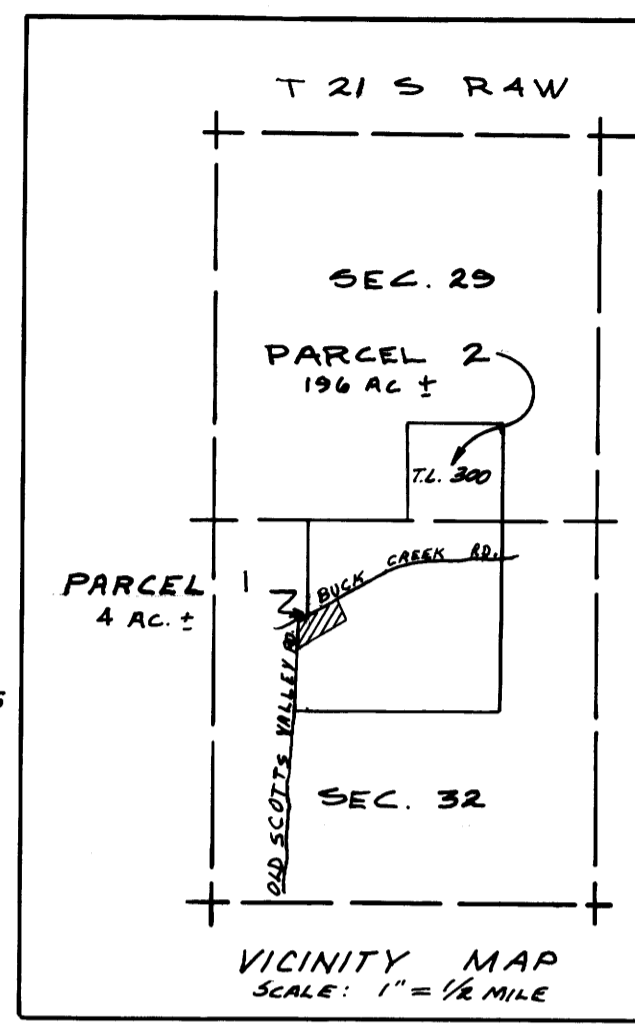 T 21 S R4W
SEC. 29
PARCEL 2
196 AC ±
T.L. 300
BUCK CREEK RD.
PARCEL 1
4 AC. ±
OLD SCOTTS VALLEY RD.
SEC. 32
VICINITY MAP
SCALE: 1" = 1/2 MILE